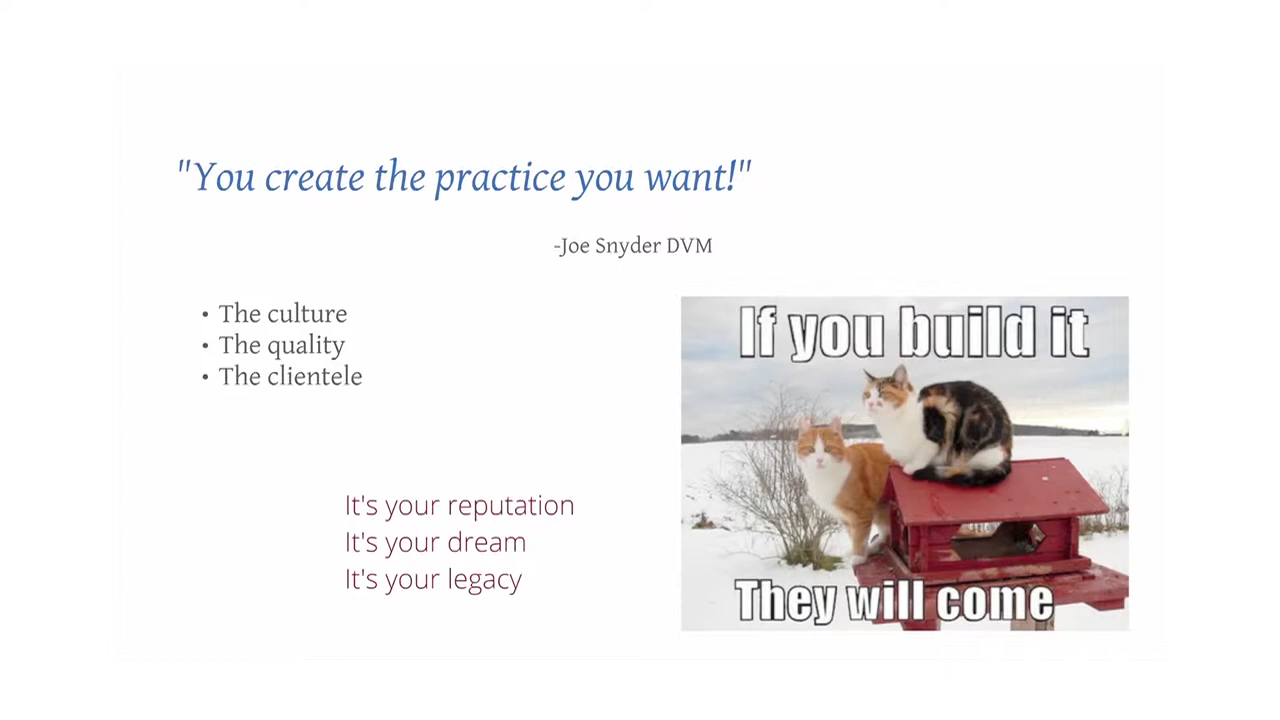 "You create the practice you want!"
-Joe Snyder DVM
• The culture
• The quality
• The clientele
It's your reputation
It's your dream
It's your legacy
If you build it
They will come